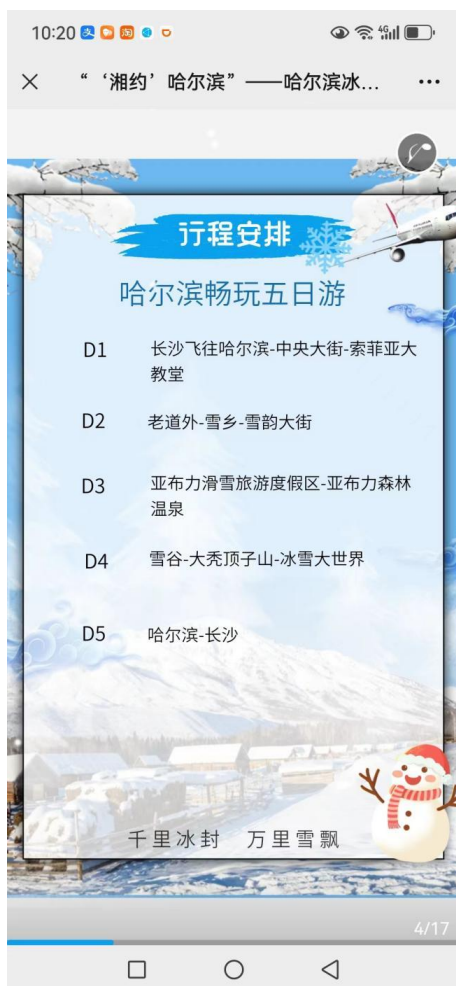 10:20
4G
“‘湘约’哈尔滨”——哈尔滨冰...
行程安排
哈尔滨畅玩五日游
D1
长沙飞往哈尔滨-中央大街-索菲亚大
教堂
D2
老道外-雪乡-雪韵大街
D3
亚布力滑雪旅游度假区-亚布力森林
温泉
D4
雪谷-大秃顶子山-冰雪大世界
D5
哈尔滨-长沙
千里冰封 万里雪飘
4/17